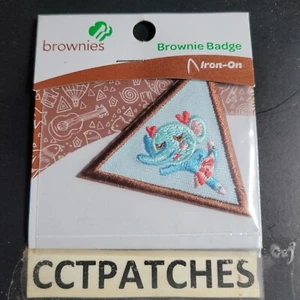 brownies
Brownie Badge
Iron-On
CCTPATCHES